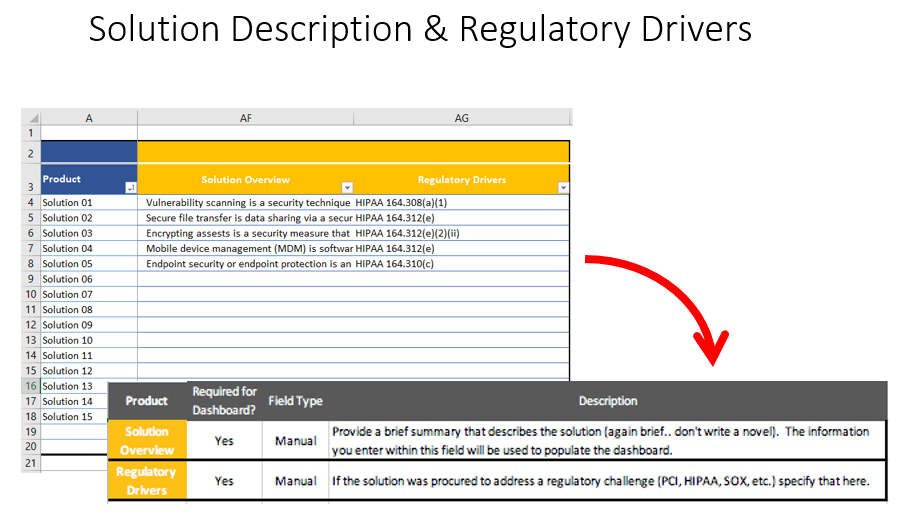 Solution Description & Regulatory Drivers
A AF AG
1
2
3 Product Solution Overview Regulatory Drivers
4 Solution 01 Vulnerability scanning is a security technique HIPAA 164.308(a)(1)
5 Solution 02 Secure file transfer is data sharing via a secur HIPAA 164.312(e)
6 Solution 03 Encrypting assests is a security measure that HIPAA 164.312(e)(2)(ii)
7 Solution 04 Mobile device management (MDM) is softwar HIPAA 164.312(e)
8 Solution 05 Endpoint security or endpoint protection is an HIPAA 164.310(c)
9 Solution 06
10 Solution 07
11 Solution 08
12 Solution 09
13 Solution 10
14 Solution 11
15 Solution 12
16 Solution 13
17 Solution 14
18 Solution 15
19
20
21
Product Required for Dashboard? Field Type Description
Solution Overview Yes Manual Provide a brief summary that describes the solution (again brief.. don't write a novel). The information
you enter within this field will be used to populate the dashboard.
Regulatory Drivers Yes Manual If the solution was procured to address a regulatory challenge (PCI, HIPAA, SOX, etc.) specify that here.